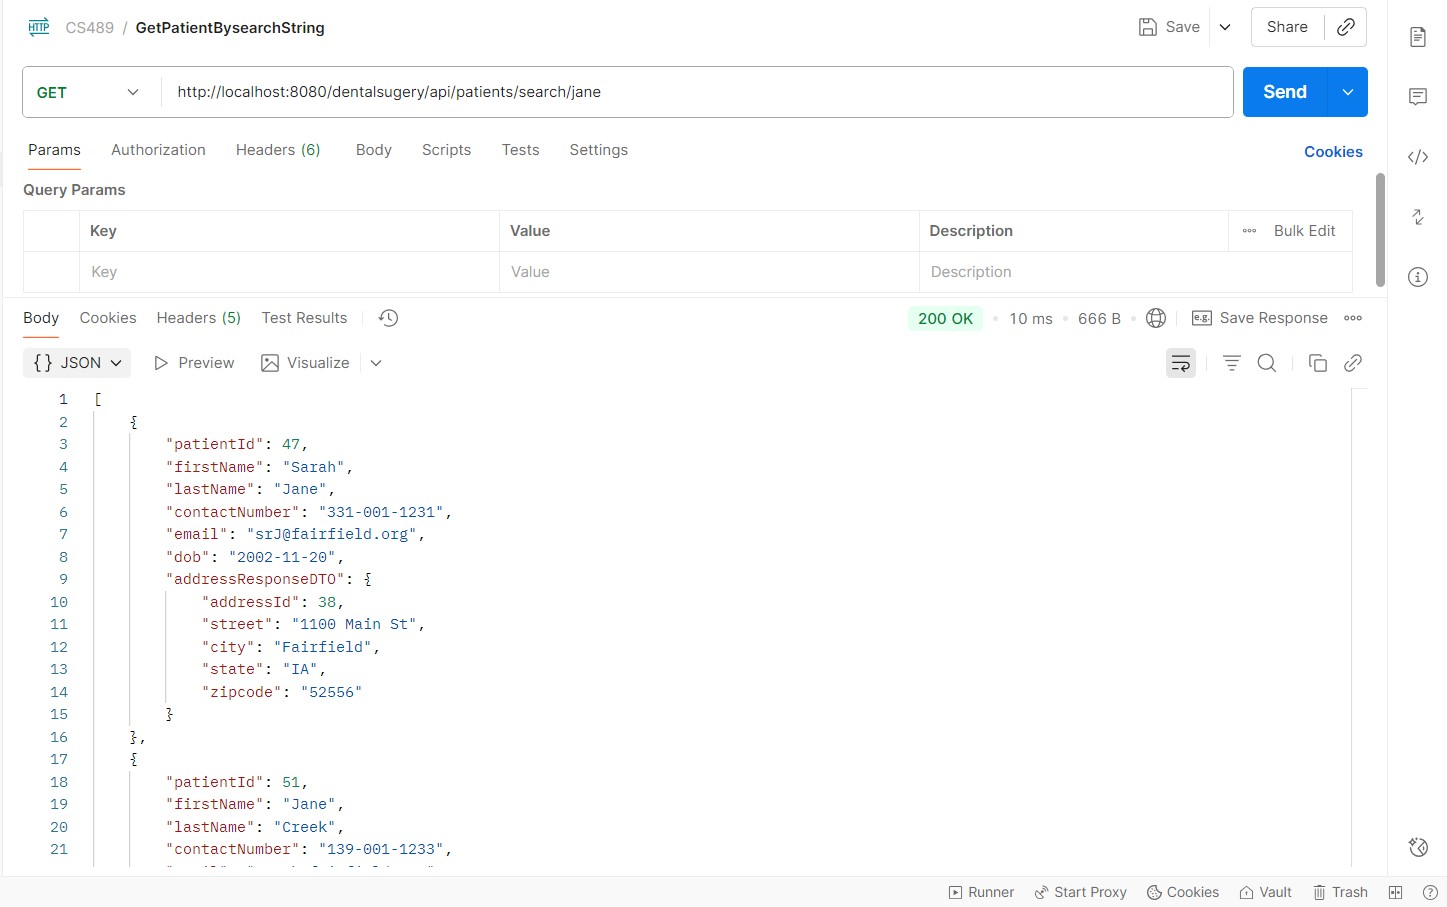 HTTP CS489 / GetPatientBysearchString Save Share
GET http://localhost:8080/dentalsugery/api/patients/search/jane Send
Params Authorization Headers (6) Body Scripts Tests Settings Cookies
Query Params
Key Value Description Bulk Edit
Key Value Description
Body Cookies Headers (5) Test Results 200 OK 10 ms 666 B e.g. Save Response
{} JSON Preview Visualize
1 [
2 {
3 "patientId": 47,
4 "firstName": "Sarah",
5 "lastName": "Jane",
6 "contactNumber": "331-001-1231",
7 "email": "srJ@fairfield.org",
8 "dob": "2002-11-20",
9 "addressResponseDTO": {
10 "addressId": 38,
11 "street": "1100 Main St",
12 "city": "Fairfield",
13 "state": "IA",
14 "zipcode": "52556"
15 }
16 },
17 {
18 "patientId": 51,
19 "firstName": "Jane",
20 "lastName": "Creek",
21 "contactNumber": "139-001-1233",
Runner Start Proxy Cookies Vault Trash